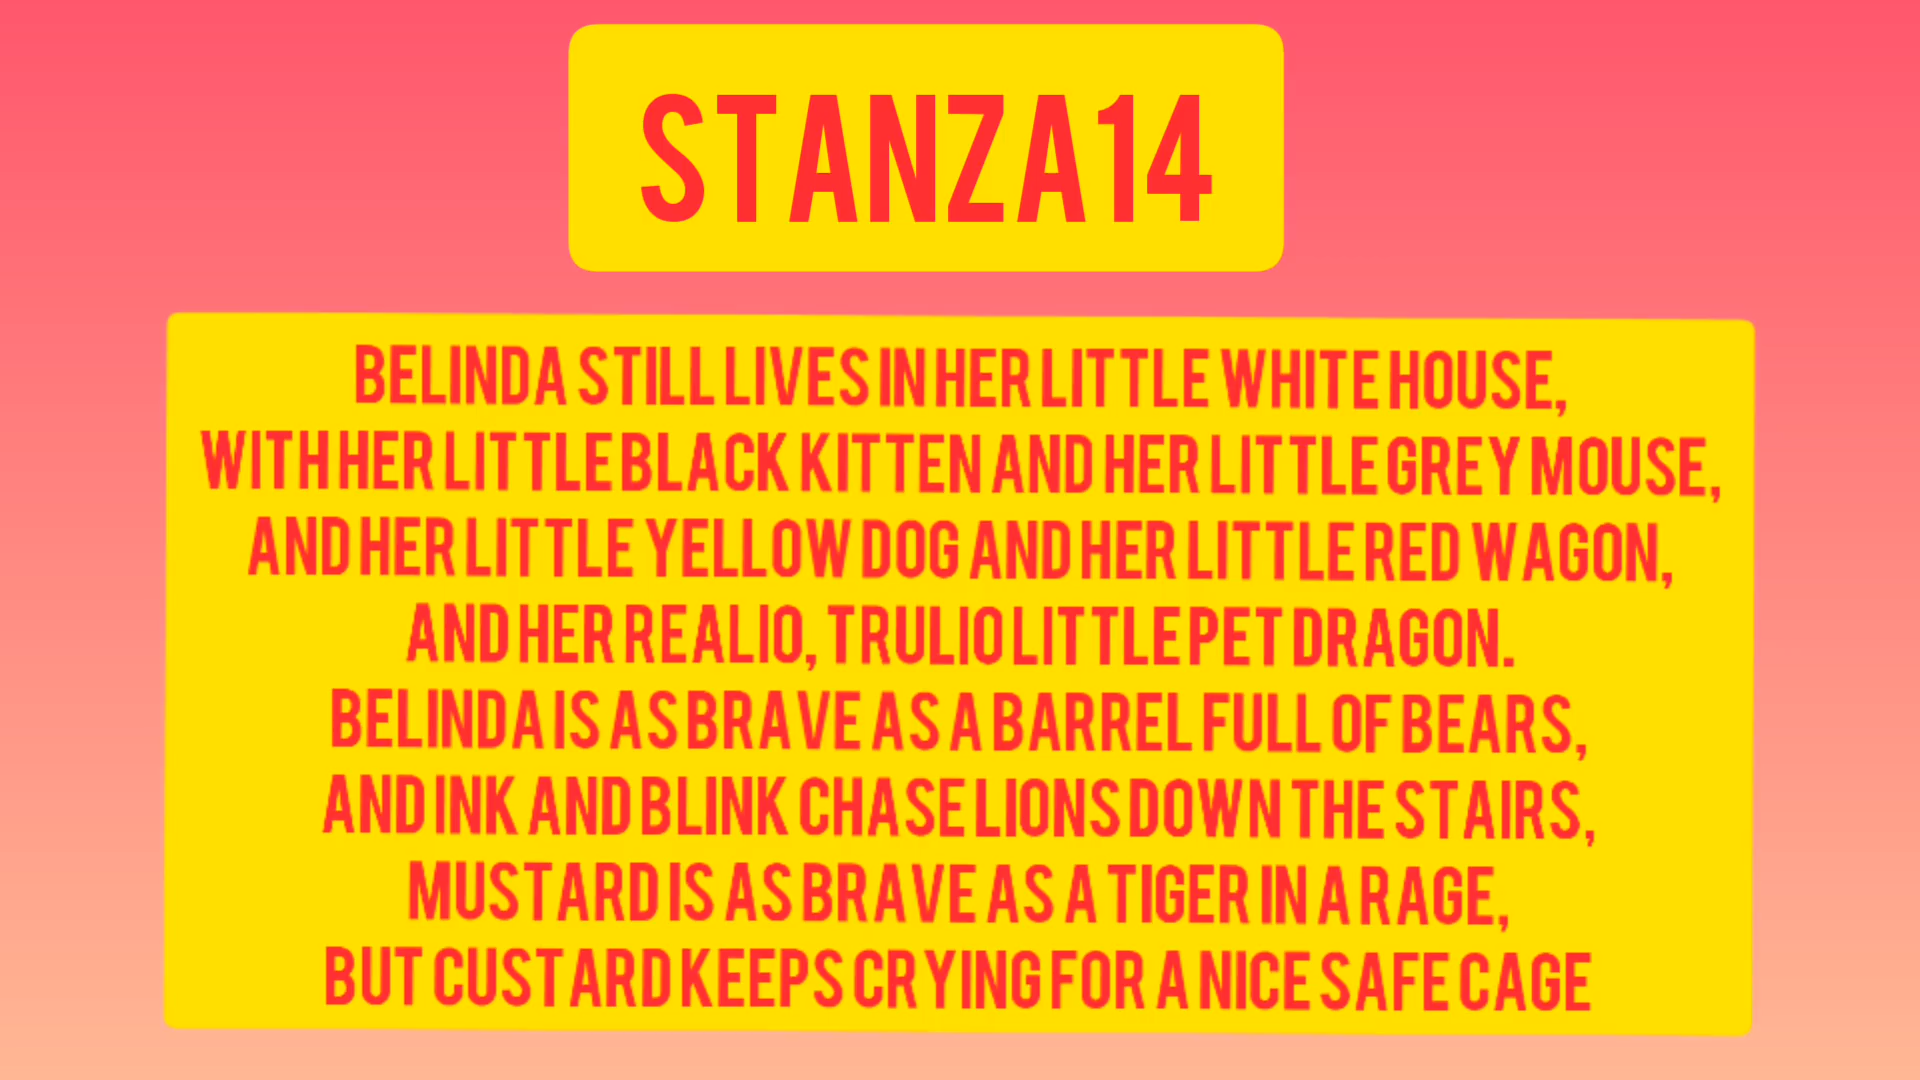 STANZA14
BELINDA STILL LIVES IN HER LITTLE WHITE HOUSE,
WITH HER LITTLE BLACK KITTEN AND HER LITTLE GREY MOUSE,
AND HER LITTLE YELLOW DOG AND HER LITTLE RED WAGON,
AND HER REALIO, TRULIO LITTLE PET DRAGON.
BELINDA IS AS BRAVE AS A BARREL FULL OF BEARS,
AND INK AND BLINK CHASE LIONS DOWN THE STAIRS,
MUSTARD IS AS BRAVE AS A TIGER IN A RAGE,
BUT CUSTARD KEEPS CRYING FOR A NICE SAFE CAGE